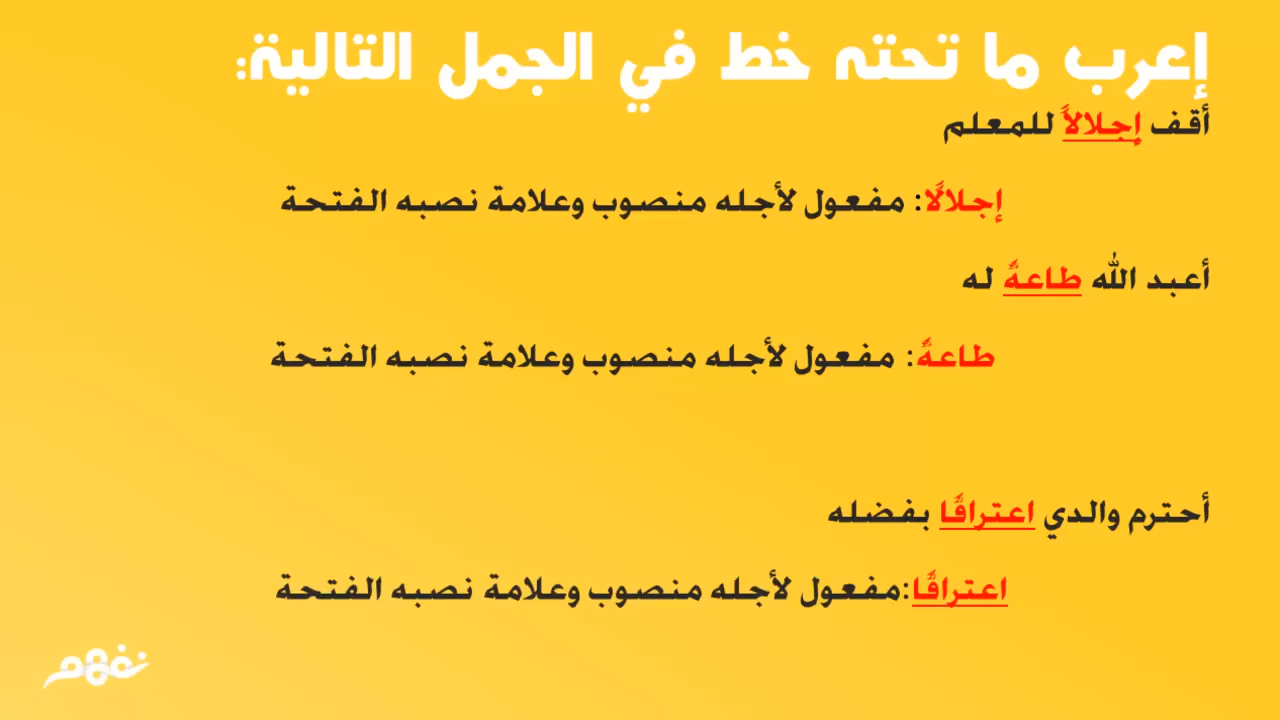 إعرب ما تحته خط في الجمل التالية:
أقف إجلالاً للمعلم
إجلالًا: مفعول لأجله منصوب وعلامة نصبه الفتحة
أعبد الله طاعةً له
طاعةً: مفعول لأجله منصوب وعلامة نصبه الفتحة
أحترم والدي اعترافًا بفضله
اعترافًا:مفعول لأجله منصوب وعلامة نصبه الفتحة
نفهم